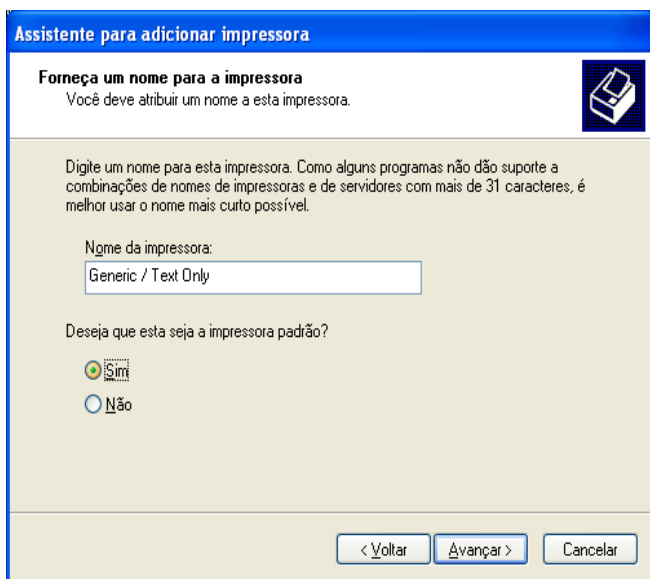 Assistente para adicionar impressora
Forneça um nome para a impressora
Você deve atribuir um nome a esta impressora.
Digite um nome para esta impressora. Como alguns programas não dão suporte a
combinações de nomes de impressoras e de servidores com mais de 31 caracteres, é
melhor usar o nome mais curto possível.
Nome da impressora:
Generic / Text Only
Deseja que esta seja a impressora padrão?
Sim
Não
< Voltar Avançar > Cancelar